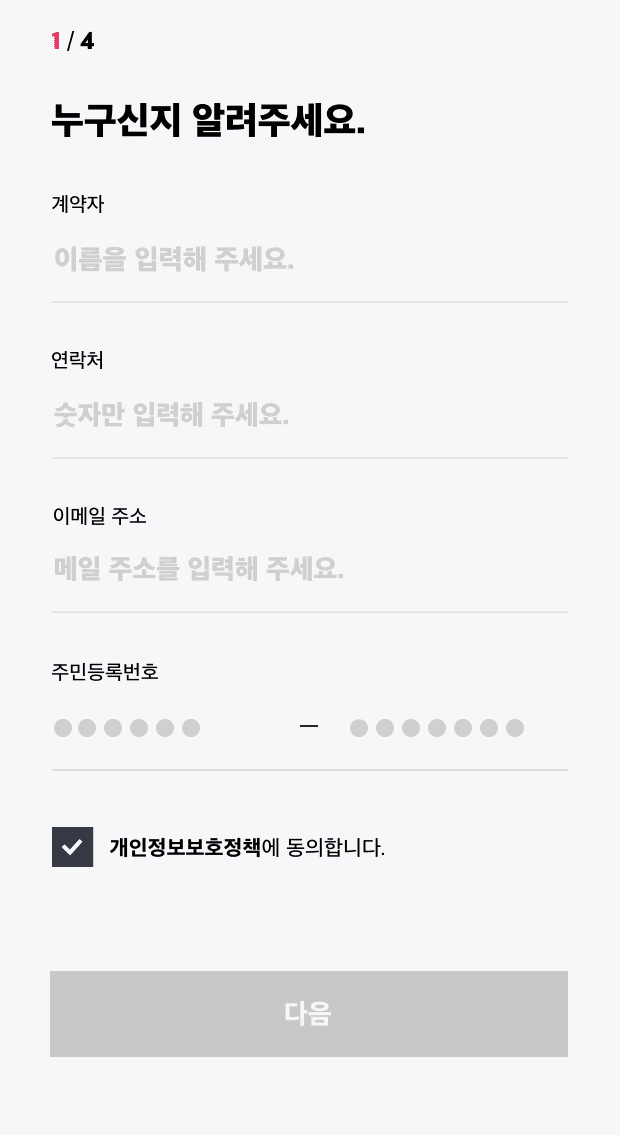 1 / 4
누구신지 알려주세요.
계약자
이름을 입력해 주세요.
연락처
숫자만 입력해 주세요.
이메일 주소
메일 주소를 입력해 주세요.
주민등록번호
●●●●●● – ●●●●●●●
개인정보보호정책에 동의합니다.
다음